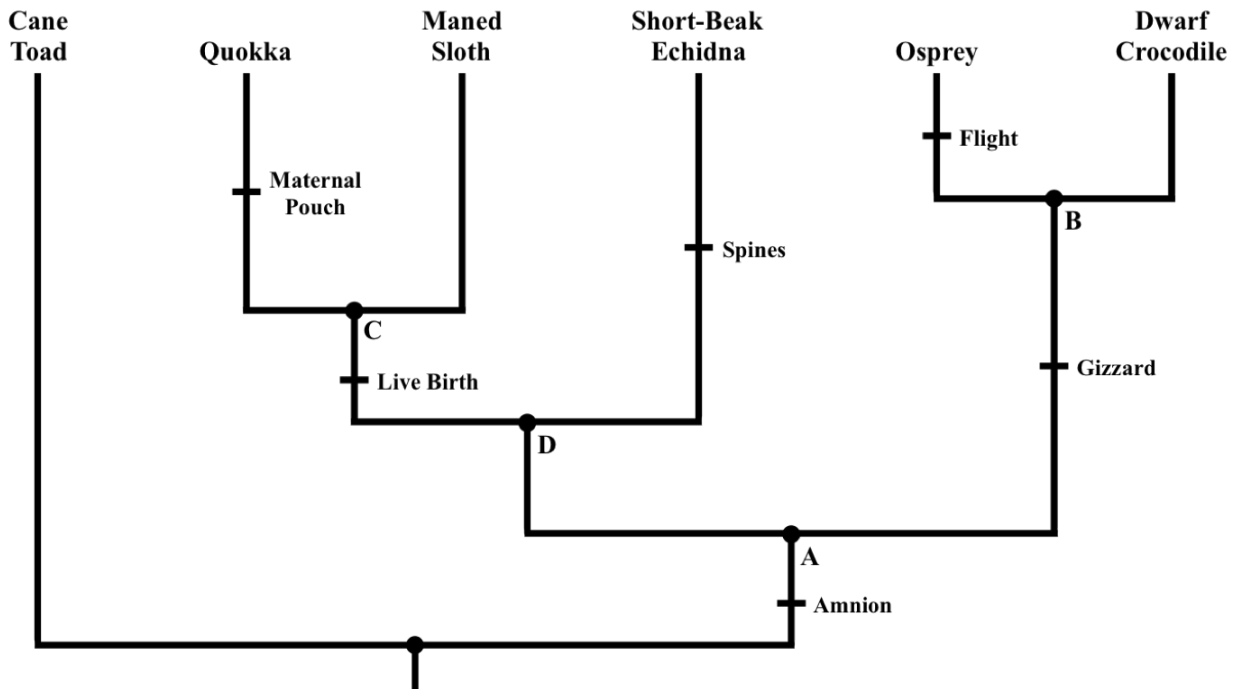 Cane
Toad
Quokka
Maned
Sloth
Short-Beak
Echidna
Osprey
Dwarf
Crocodile
Flight
Maternal
Pouch
B
Spines
C
Gizzard
Live Birth
D
A
Amnion